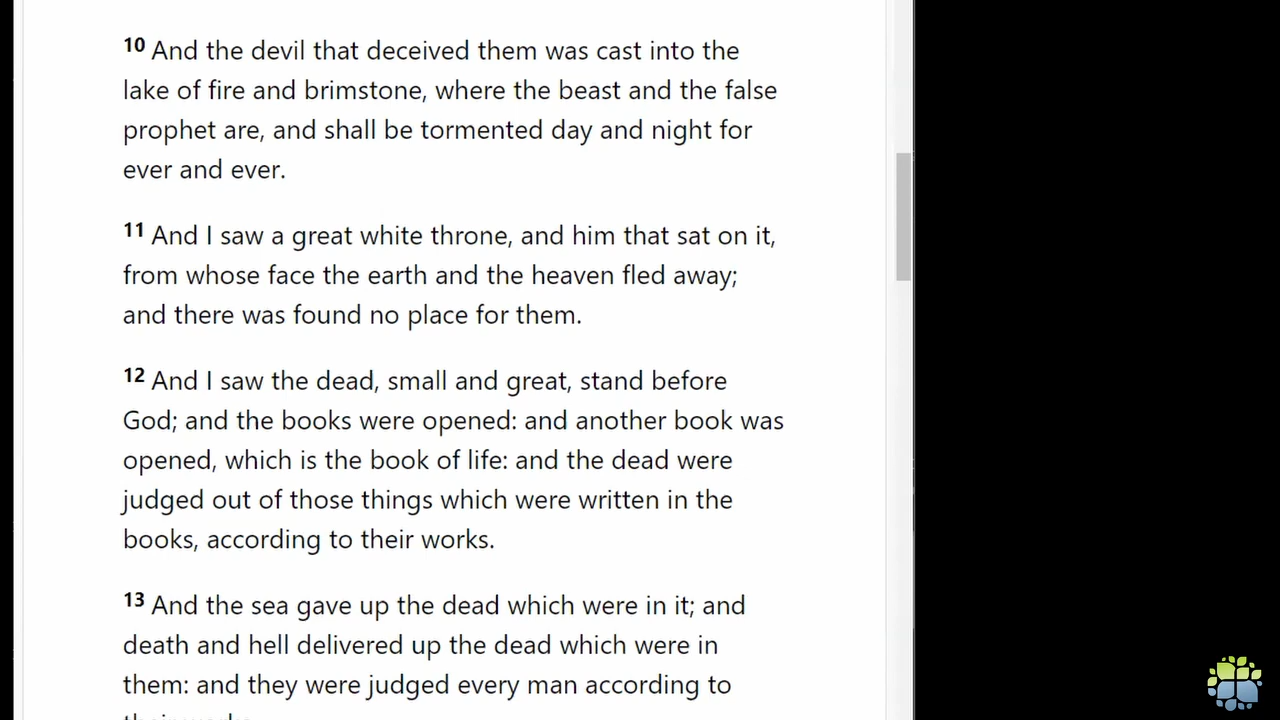 10 And the devil that deceived them was cast into the
lake of fire and brimstone, where the beast and the false
prophet are, and shall be tormented day and night for
ever and ever.
11 And I saw a great white throne, and him that sat on it,
from whose face the earth and the heaven fled away;
and there was found no place for them.
12 And I saw the dead, small and great, stand before
God; and the books were opened: and another book was
opened, which is the book of life: and the dead were
judged out of those things which were written in the
books, according to their works.
13 And the sea gave up the dead which were in it; and
death and hell delivered up the dead which were in
them: and they were judged every man according to